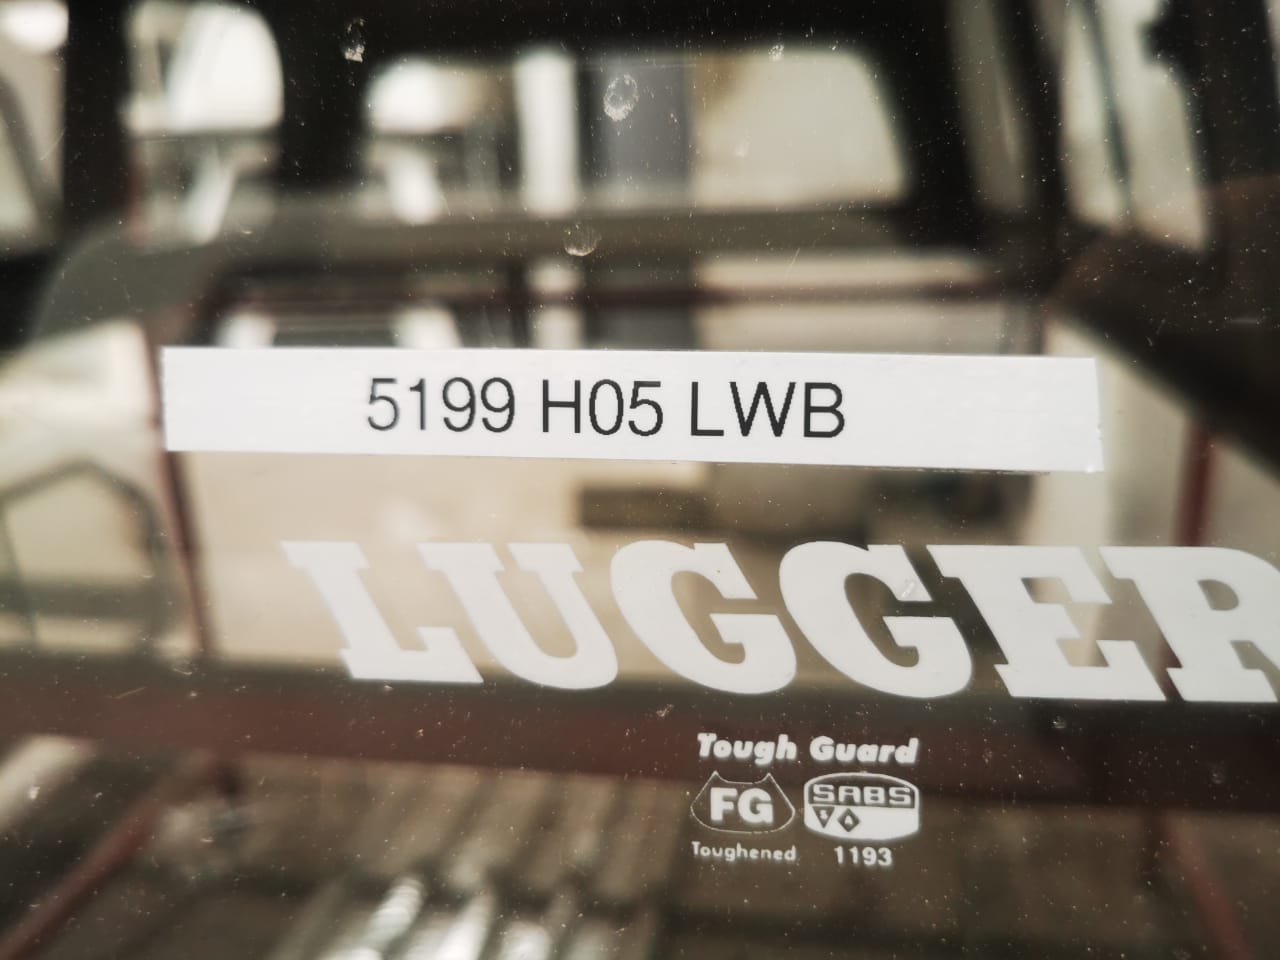 5199 H05 LWB
LUGGER
Tough Guard
FG SABS
Toughened 1193